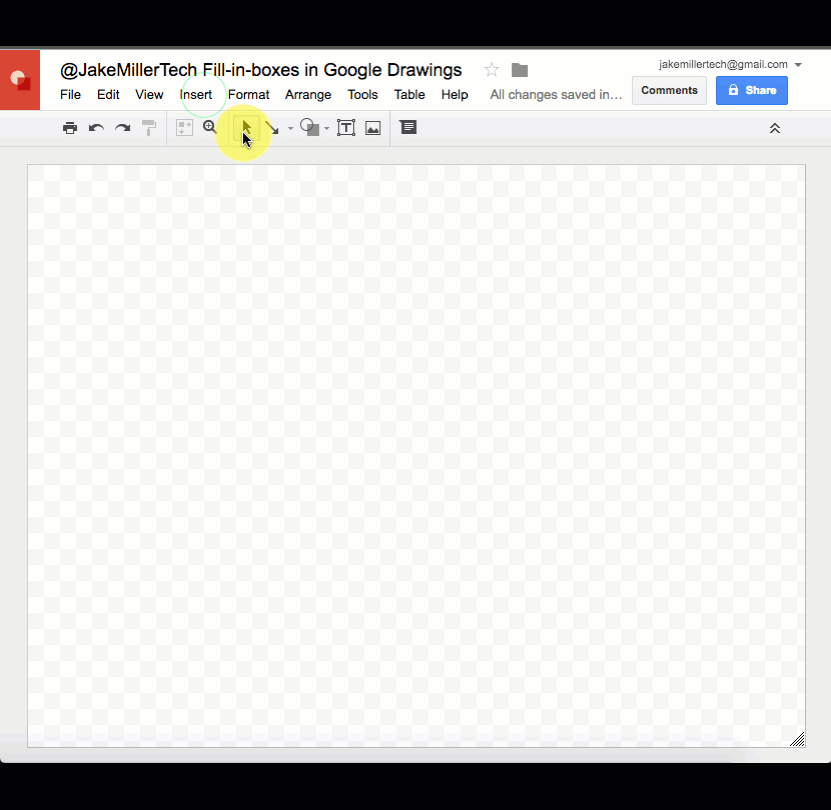 @JakeMillerTech Fill-in-boxes in Google Drawings
jakemillertech@gmail.com
File Edit View Insert Format Arrange Tools Table Help All changes saved in…
Comments
Share